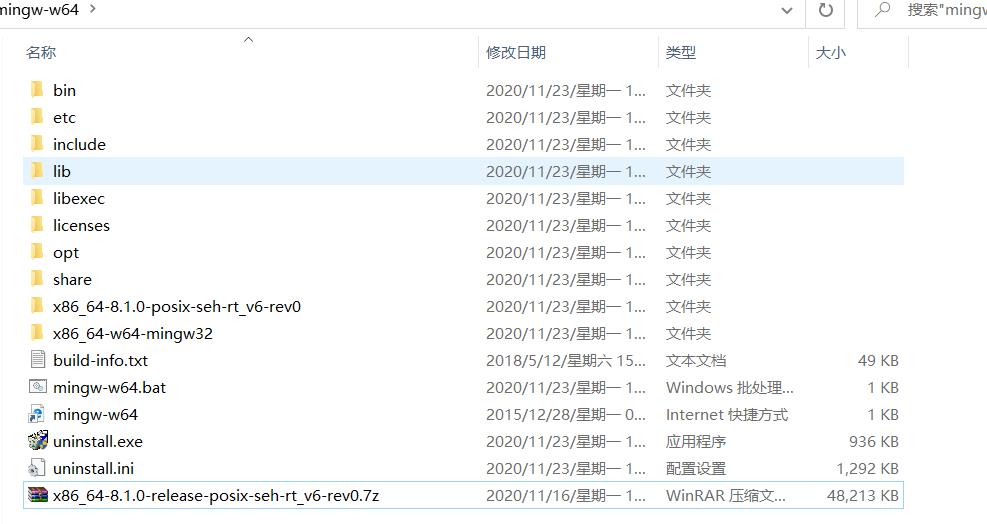 mingw-w64
搜索"mingw
名称 修改日期 类型 大小
bin 2020/11/23/星期一 1... 文件夹
etc 2020/11/23/星期一 1... 文件夹
include 2020/11/23/星期一 1... 文件夹
lib 2020/11/23/星期一 1... 文件夹
libexec 2020/11/23/星期一 1... 文件夹
licenses 2020/11/23/星期一 1... 文件夹
opt 2020/11/23/星期一 1... 文件夹
share 2020/11/23/星期一 1... 文件夹
x86_64-8.1.0-posix-seh-rt_v6-rev0 2020/11/23/星期一 1... 文件夹
x86_64-w64-mingw32 2020/11/23/星期一 1... 文件夹
build-info.txt 2018/5/12/星期六 15... 文本文档 49 KB
mingw-w64.bat 2020/11/23/星期一 1... Windows 批处理... 1 KB
mingw-w64 2015/12/28/星期一 0... Internet 快捷方式 1 KB
uninstall.exe 2020/11/23/星期一 1... 应用程序 936 KB
uninstall.ini 2020/11/23/星期一 1... 配置设置 1,292 KB
x86_64-8.1.0-release-posix-seh-rt_v6-rev0.7z 2020/11/16/星期一 1... WinRAR 压缩文... 48,213 KB